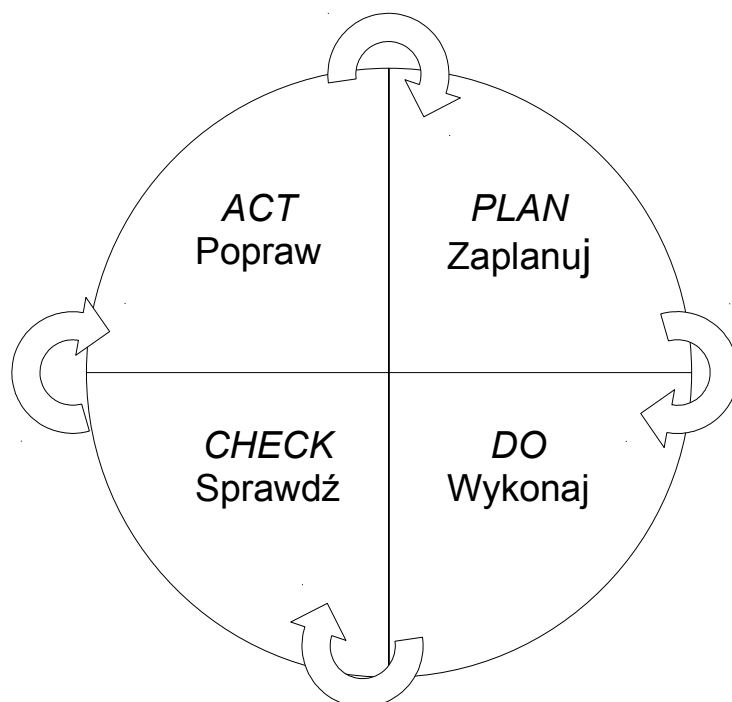 ACT
Popraw
PLAN
Zaplanuj
CHECK
Sprawdź
DO
Wykonaj